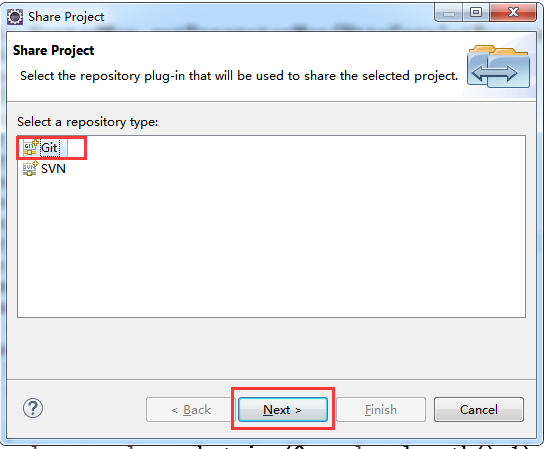 Share Project
Share Project
Select the repository plug-in that will be used to share the selected project.
Select a repository type:
Git
SVN
< Back
Next >
Finish
Cancel